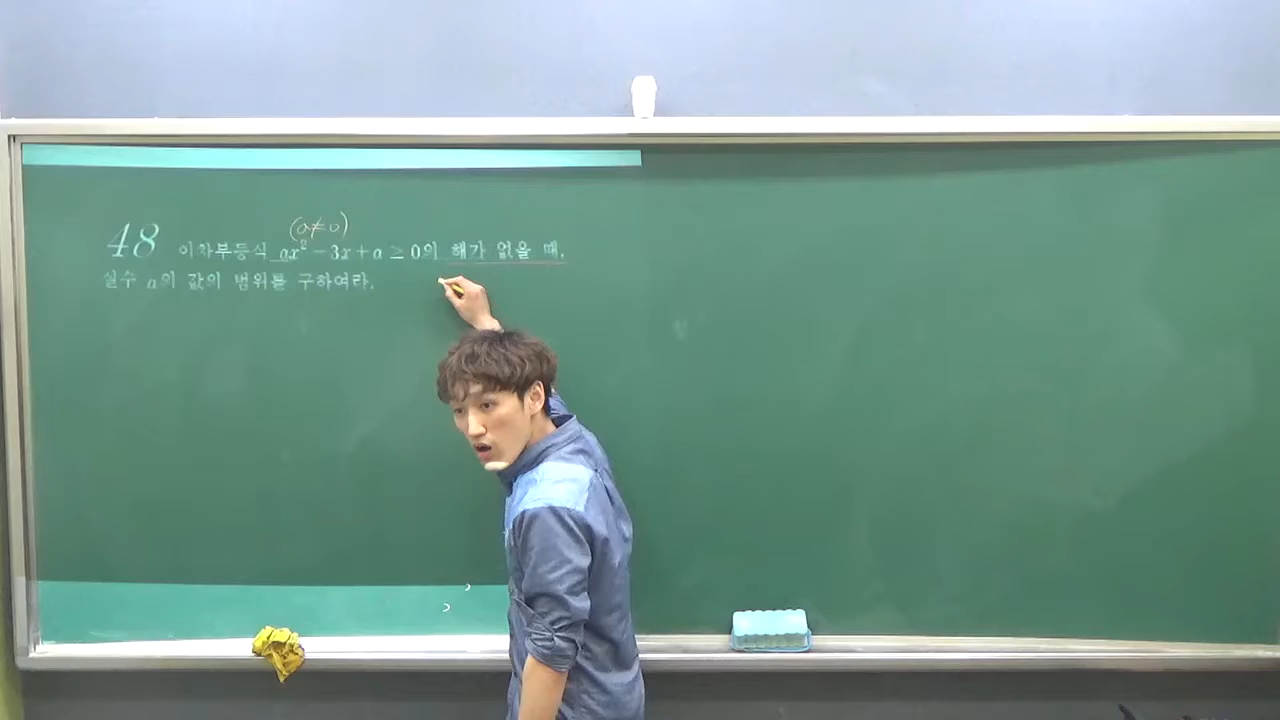 (a≠0)
48 이차부등식 ax² − 3x + a ≥ 0의 해가 없을 때,
실수 a의 값의 범위를 구하여라.